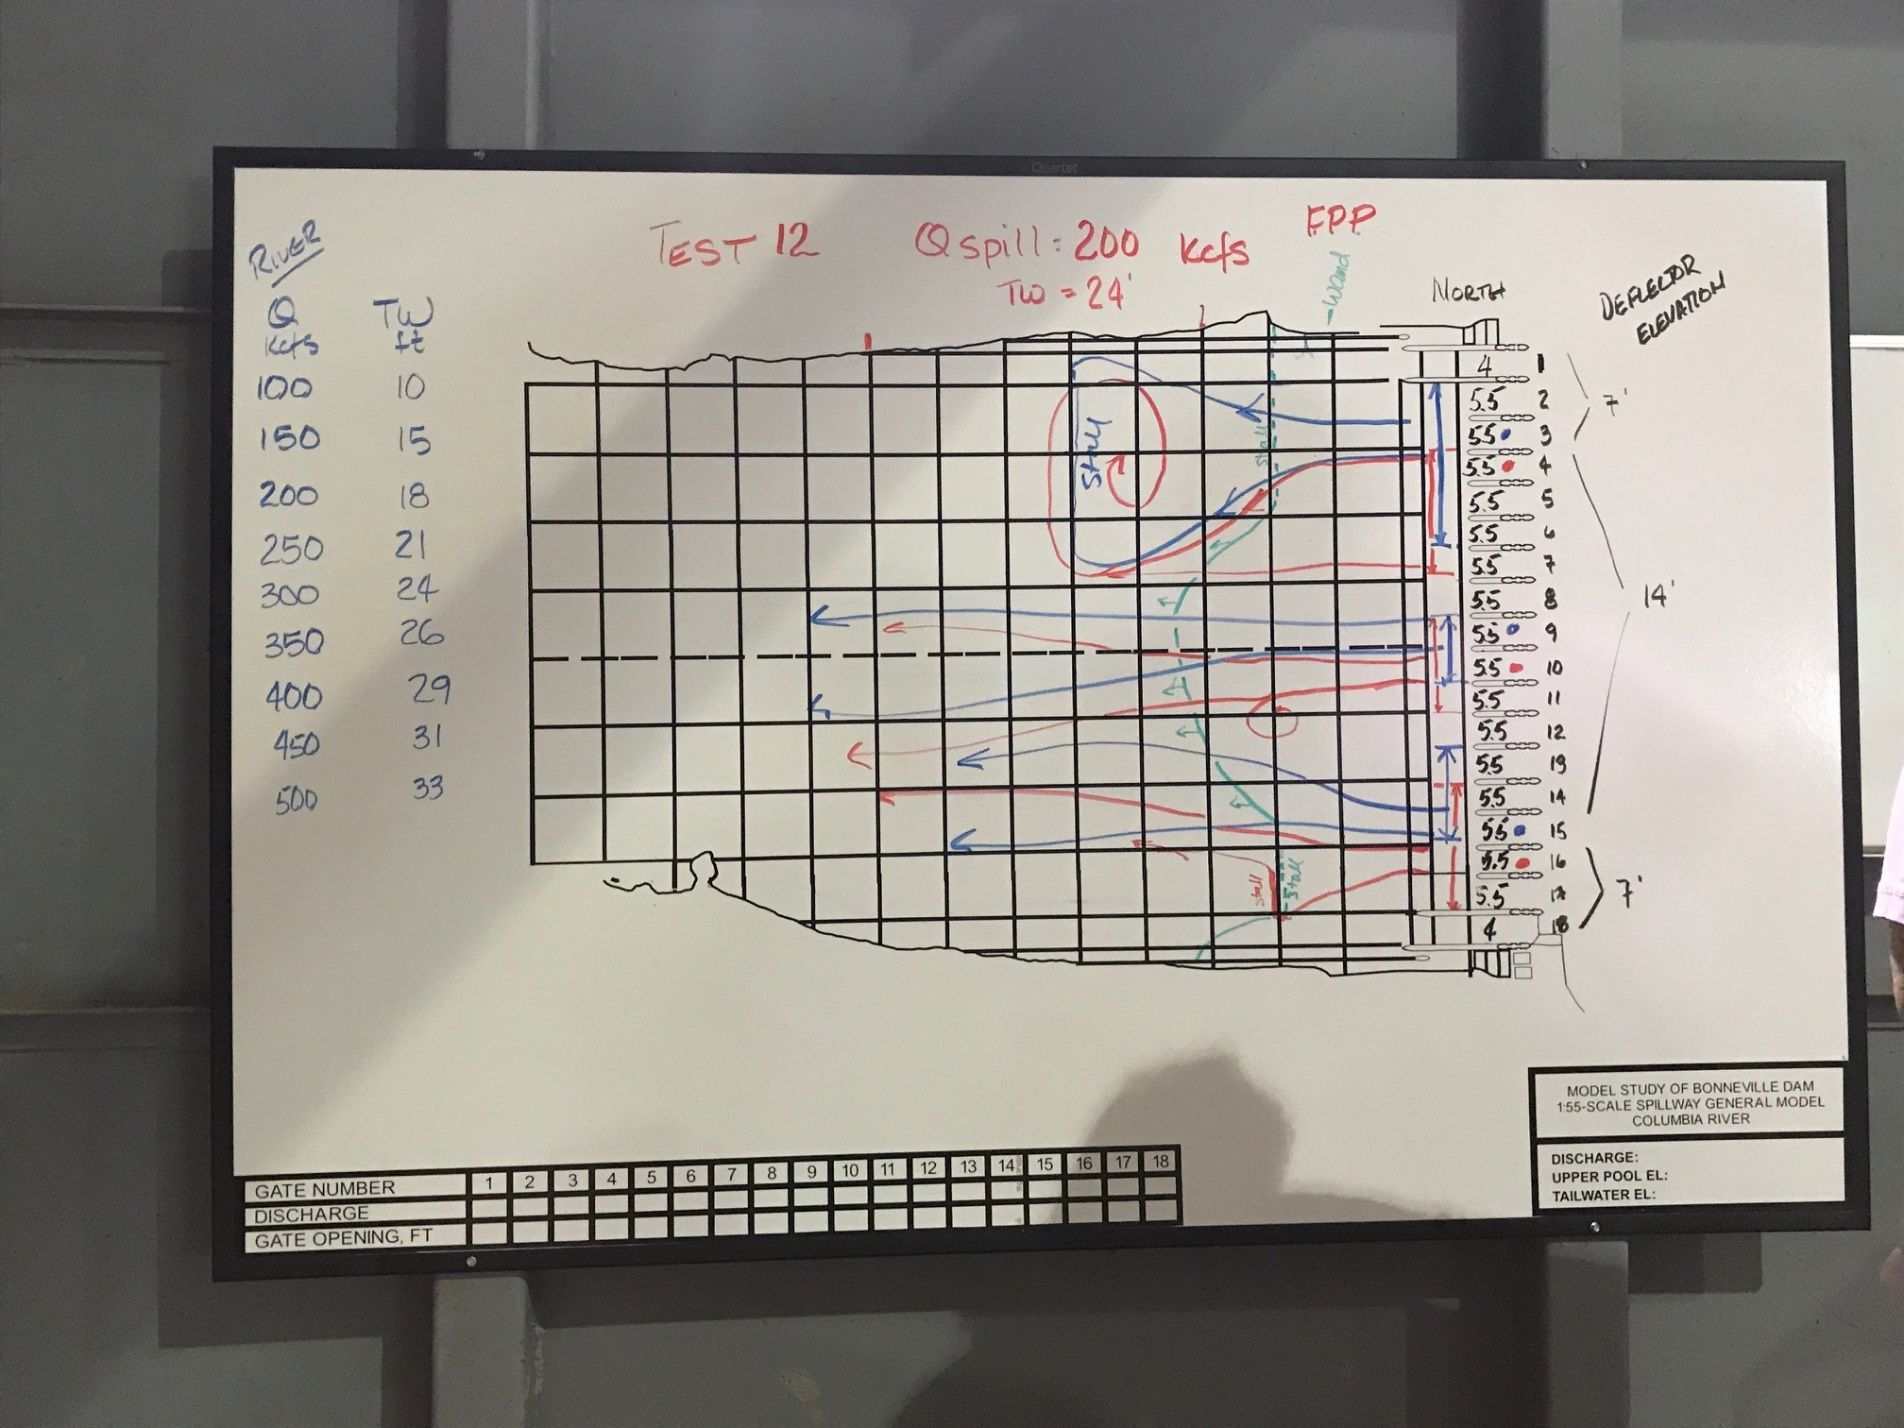 Quartet
TEST 12 Q spill = 200 kcfs FPP
TW = 24'
wand
NORTH
DEFLECTOR
ELEVATION
RIVER
Q TW
kcfs ft
100 10
150 15
200 18
250 21
300 24
350 26
400 29
450 31
500 33
4 1
5.5 2
5.5 3
5.5 4
5.5 5
5.5 6
5.5 7
5.5 8
5.5 9
5.5 10
5.5 11
5.5 12
5.5 13
5.5 14
5.5 15
5.5 16
5.5 17
4 18
7'
14'
7'
Stall
stall
stall
stall
MODEL STUDY OF BONNEVILLE DAM
1:55-SCALE SPILLWAY GENERAL MODEL
COLUMBIA RIVER
DISCHARGE:
UPPER POOL EL:
TAILWATER EL:
GATE NUMBER 1 2 3 4 5 6 7 8 9 10 11 12 13 14 15 16 17 18
DISCHARGE
GATE OPENING, FT